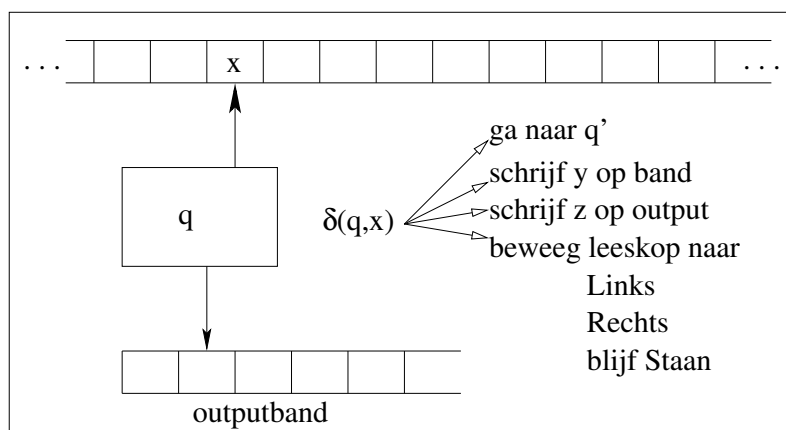 ... x ...
ga naar q'
schrijf y op band
q δ(q,x) schrijf z op output
beweeg leeskop naar
Links
Rechts
blijf Staan
outputband